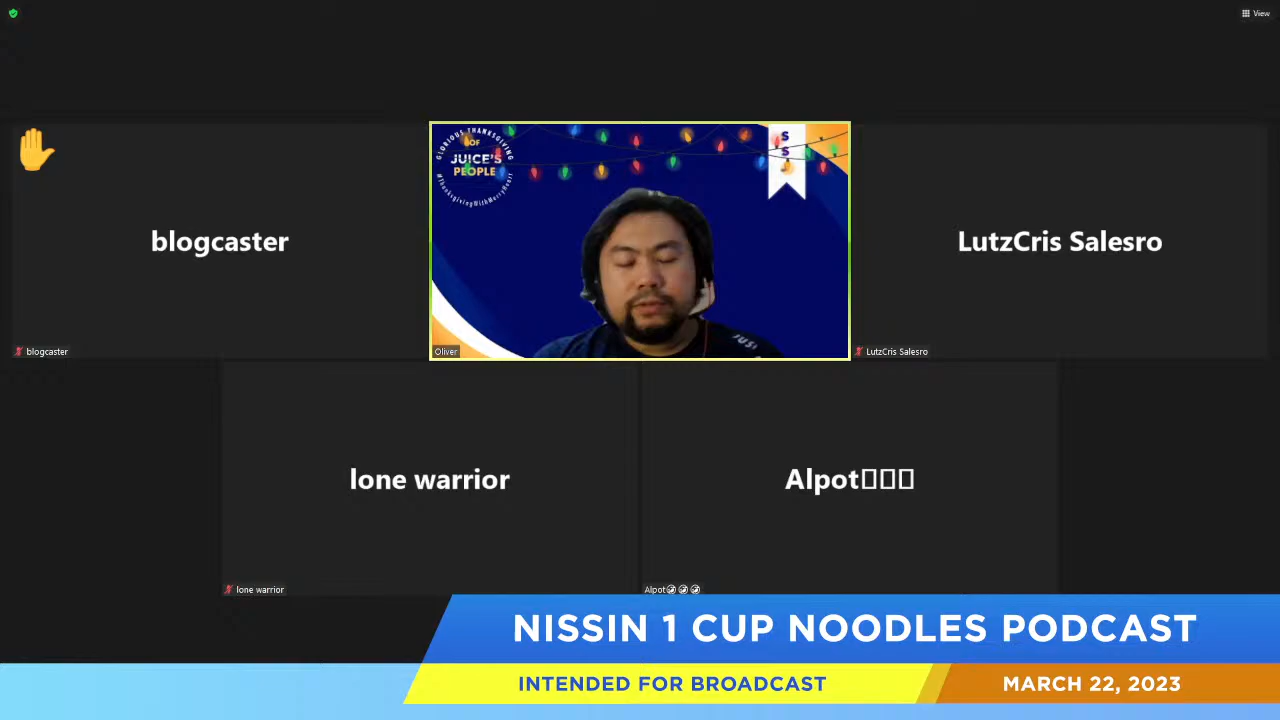 View
GLORIOUS THANKSGIVING
OF
JUICE'S
PEOPLE
#ThanksgivingWithMerryHeart
S
S
blogcaster
LutzCris Salesro
blogcaster
Oliver
LutzCris Salesro
lone warrior
Alpot
lone warrior
Alpot
NISSIN 1 CUP NOODLES PODCAST
INTENDED FOR BROADCAST
MARCH 22, 2023